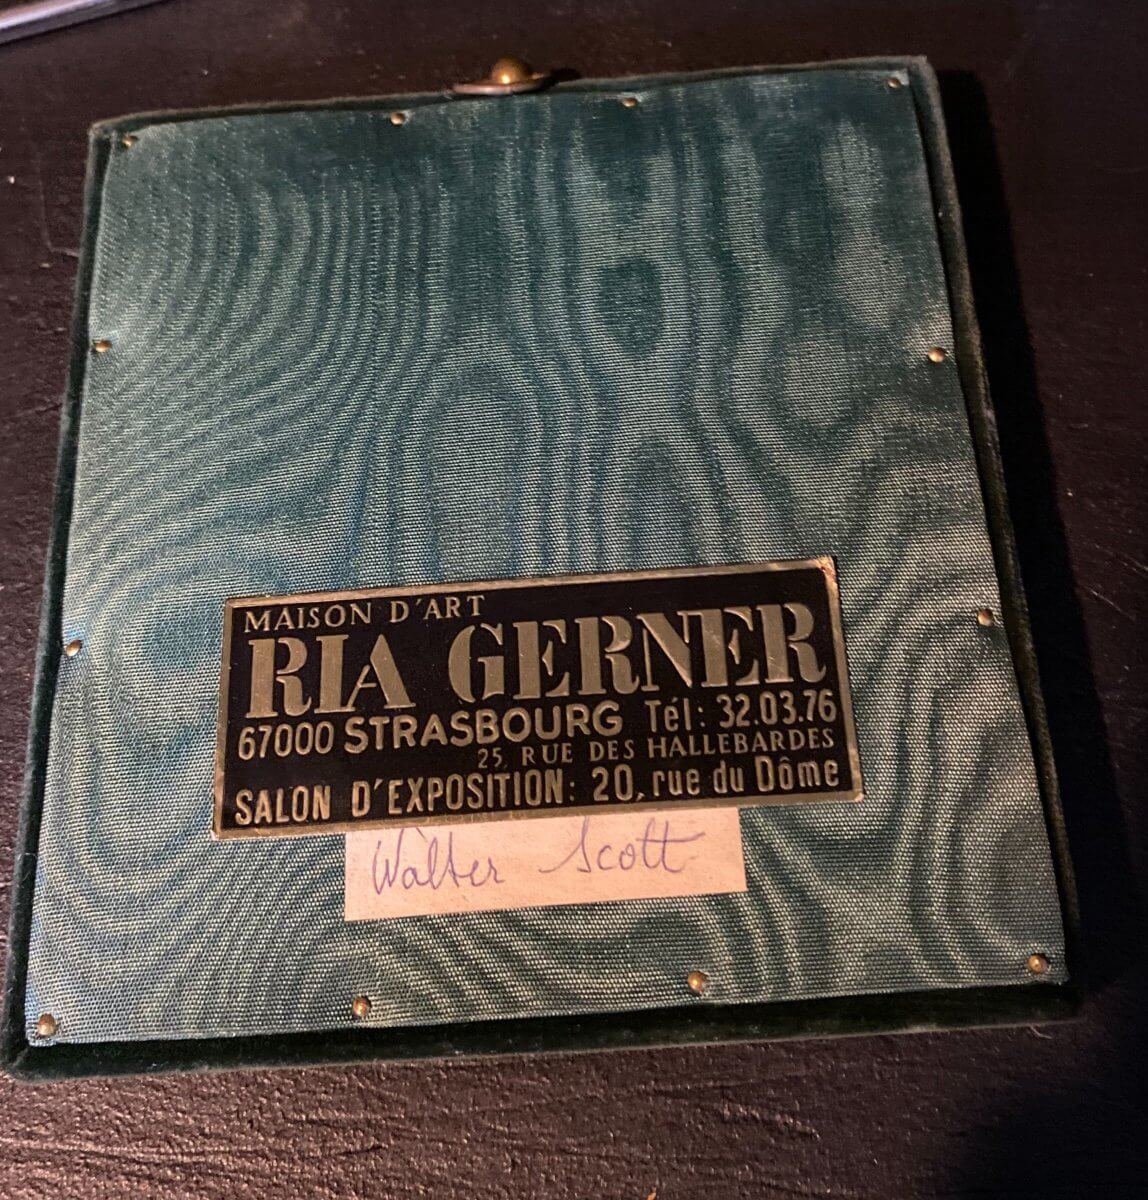 MAISON D'ART
RIA GERNER
67000 STRASBOURG Tél: 32.03.76
25, RUE DES HALLEBARDES
SALON D'EXPOSITION: 20, rue du Dôme
Walter Scott